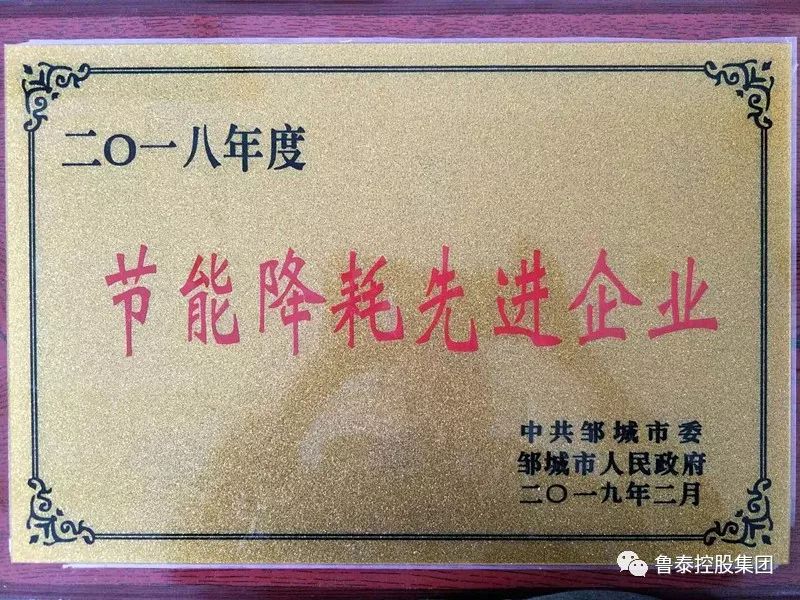 二〇一八年度
节能降耗先进企业
中共邹城市委
邹城市人民政府
二〇一九年二月
鲁泰控股集团